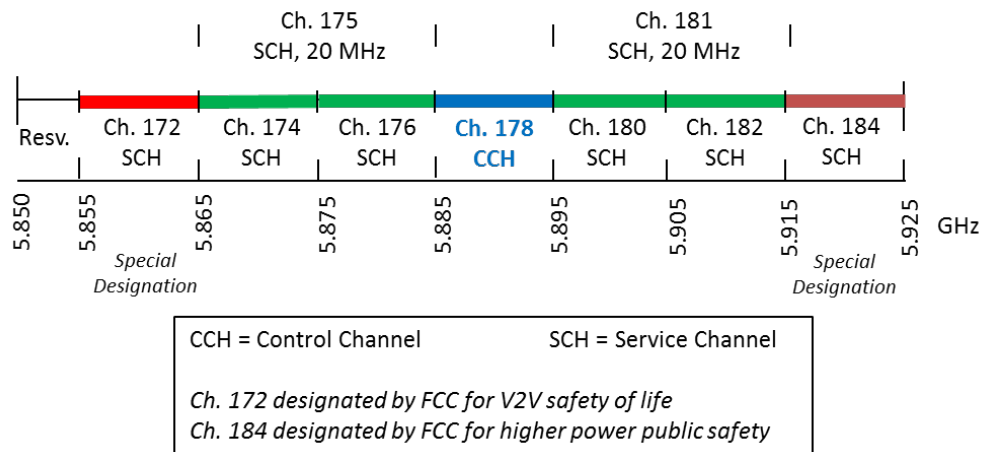 Ch. 175
SCH, 20 MHz
Ch. 181
SCH, 20 MHz
Resv.
Ch. 172
SCH
Ch. 174
SCH
Ch. 176
SCH
Ch. 178
CCH
Ch. 180
SCH
Ch. 182
SCH
Ch. 184
SCH
5.850
5.855
5.865
5.875
5.885
5.895
5.905
5.915
5.925
GHz
Special
Designation
Special
Designation
CCH = Control Channel
SCH = Service Channel
Ch. 172 designated by FCC for V2V safety of life
Ch. 184 designated by FCC for higher power public safety